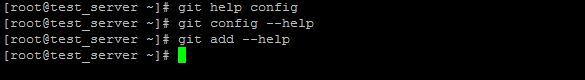 [root@test_server ~]# git help config
[root@test_server ~]# git config --help
[root@test_server ~]# git add --help
[root@test_server ~]#